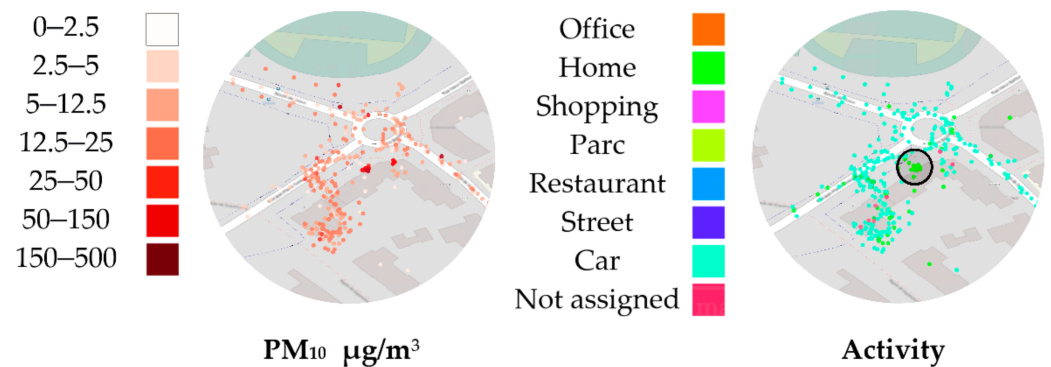 0–2.5
2.5–5
5–12.5
12.5–25
25–50
50–150
150–500
PM10 µg/m3
Office
Home
Shopping
Parc
Restaurant
Street
Car
Not assigned
Activity